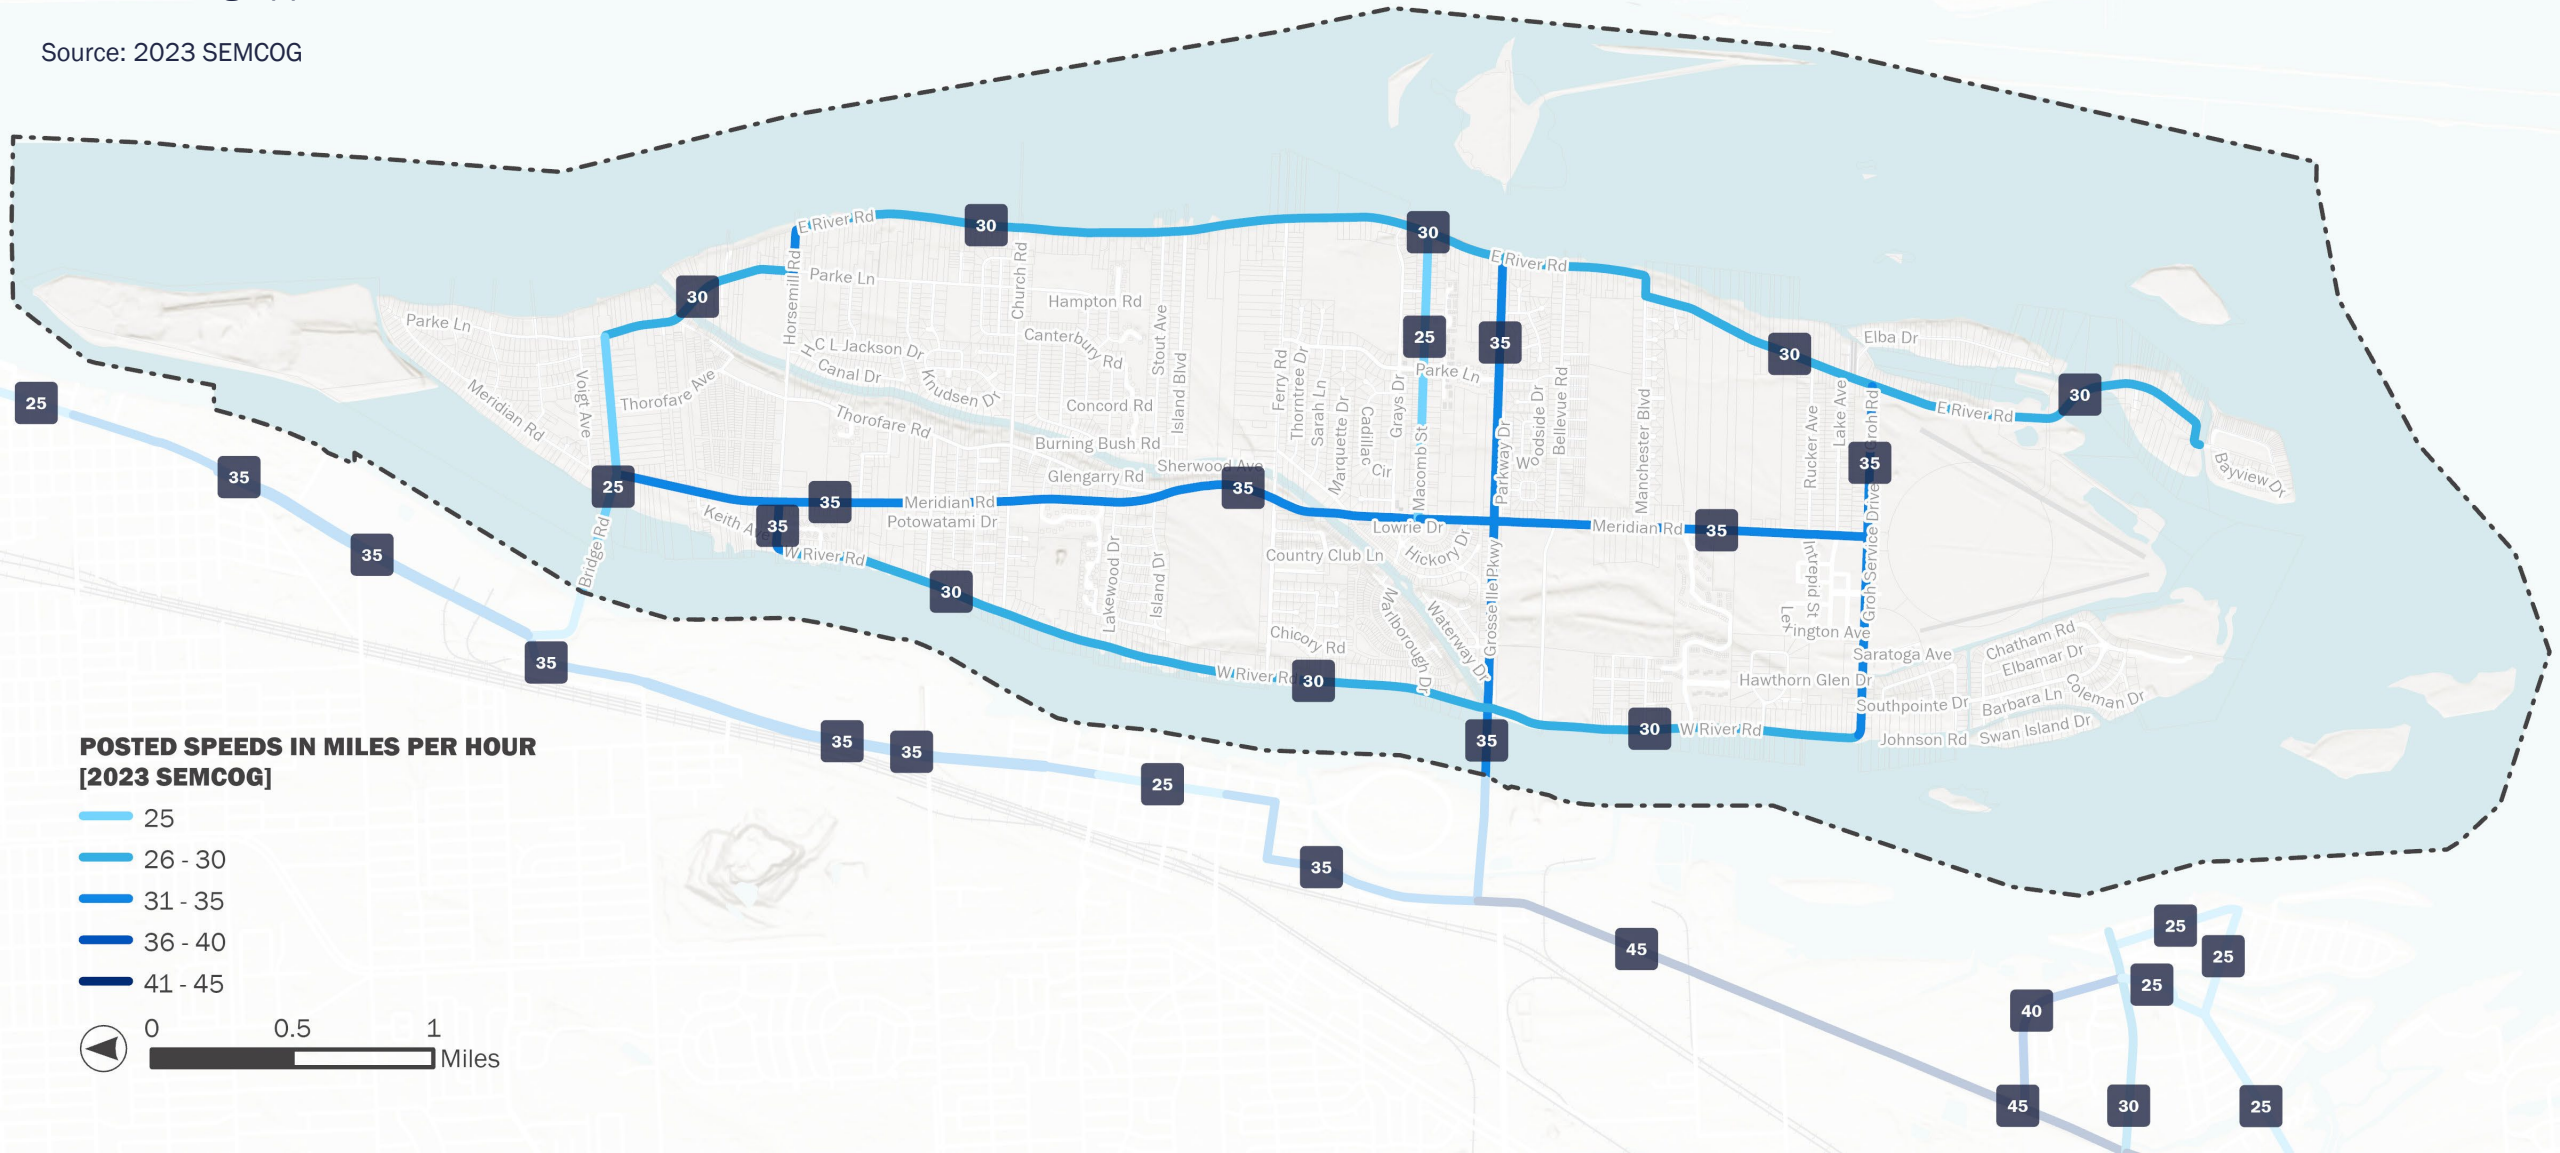 Source: 2023 SEMCOG
E River Rd
30
30
E River Rd
Horsemill Rd
Church Rd
Parke Ln
30
Hampton Rd
Parke Ln
Stout Ave
25
35
Canterbury Rd
C L Jackson Dr
Island Blvd
Ferry Rd
Thorntree Dr
Parke Ln
30
Elba Dr
Canal Dr
Knudsen Dr
Sarah Ln
Grays Dr
Voigt Ave
Thorofare Ave
Meridian Rd
Marquette Dr
Cadillac Cir
Macomb St
Parkway Dr
Woodside Dr
Bellevue Rd
Manchester Blvd
Rucker Ave
Lake Ave
Groh Rd
30
E River Rd
25
Concord Rd
Thorofare Rd
Burning Bush Rd
Sherwood Ave
Glengarry Rd
35
Bayview Dr
35
25
35
35
Meridian Rd
Potowatami Dr
Keith Ave
35
Lowrie Dr
Meridian Rd
35
35
Bridge Rd
W River Rd
Country Club Ln
Hickory Dr
Grosse Ile Pkwy
Intrepid St
Groh Service Drive
30
Lakewood Dr
Island Dr
Marlborough Dr
Waterway Dr
Chicory Rd
Lexington Ave
Chatham Rd
Saratoga Ave
Elbamar Dr
35
W River Rd
30
Hawthorn Glen Dr
Coleman Dr
Barbara Ln
Southpointe Dr
30
W River Rd
Swan Island Dr
Johnson Rd
35
35
35
25
35
45
25
25
25
40
45
30
25
POSTED SPEEDS IN MILES PER HOUR
[2023 SEMCOG]
25
26 - 30
31 - 35
36 - 40
41 - 45
0 0.5 1
Miles